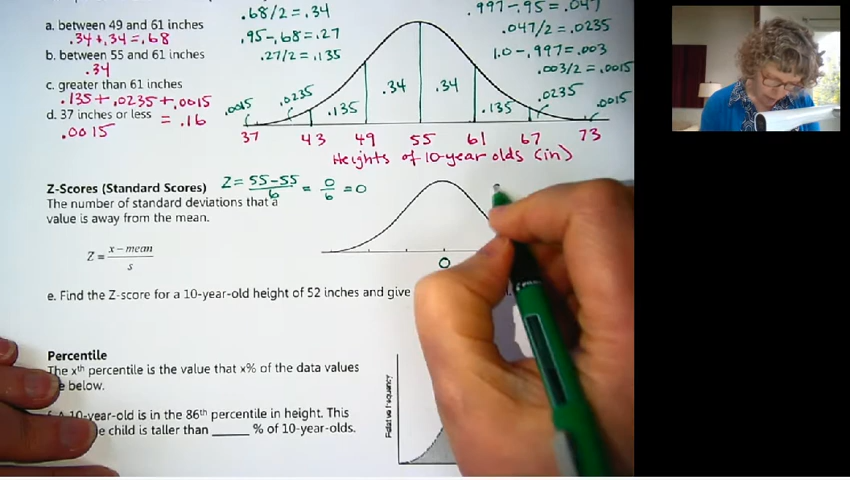 a. between 49 and 61 inches
.34+.34=.68
b. between 55 and 61 inches
.34
c. greater than 61 inches
.135+.0235+.0015
= .16
d. 37 inches or less
.0015
.68/2=.34
.95-.68=.27
.27/2=.135
.997-.95=.047
.047/2=.0235
1.0-.997=.003
.003/2=.0015
.0015 .0235 .135 .34 .34 .135 .0235 .0015
37 43 49 55 61 67 73
Heights of 10-year olds (in)
Z-Scores (Standard Scores)
Z = 55-55 / 6 = 0 / 6 = 0
The number of standard deviations that a
value is away from the mean.
Z = x - mean / s
0
e. Find the Z-score for a 10-year-old height of 52 inches and give
Percentile
The xth percentile is the value that x% of the data values
below.
10-year-old is in the 86th percentile in height. This
child is taller than ______ % of 10-year-olds.
Relative frequency